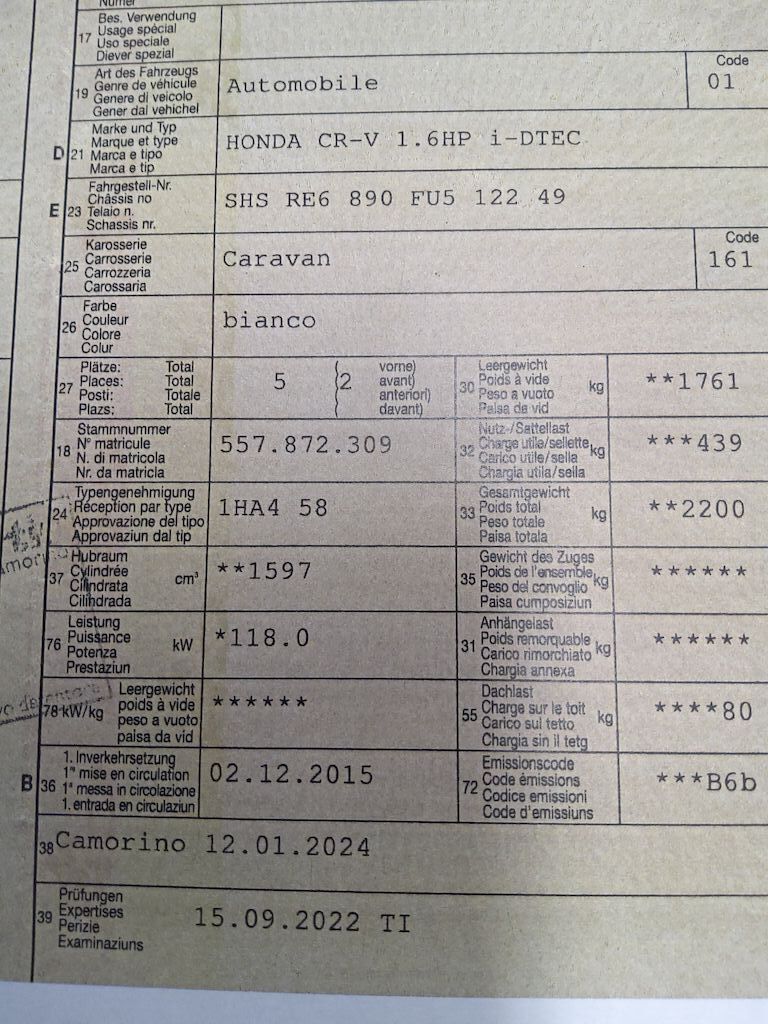 Numer
17 Bes. Verwendung
Usage spécial
Uso speciale
Diever spezial
19 Art des Fahrzeugs
Genre de véhicule
Genere di veicolo
Gener dal vehichel
Automobile
Code
01
D 21 Marke und Typ
Marque et type
Marca e tipo
Marca e tip
HONDA CR-V 1.6HP i-DTEC
E 23 Fahrgestell-Nr.
Châssis no
Telaio n.
Schassis nr.
SHS RE6 890 FU5 122 49
25 Karosserie
Carrosserie
Carrozzeria
Carossaria
Caravan
Code
161
26 Farbe
Couleur
Colore
Colur
bianco
27 Plätze: Total
Places: Total
Posti: Totale
Plazs: Total
5 (2 vorne)
avant)
anteriori)
davant)
30 Leergewicht
Poids à vide
Peso a vuoto
Paisa da vid
kg
**1761
18 Stammnummer
N° matricule
N. di matricola
Nr. da matricla
557.872.309
32 Nutz-/Sattellast
Charge utile/sellette
Carico utile/sella
Chargia utila/sella
kg
***439
24 Typengenehmigung
Réception par type
Approvazione del tipo
Approvaziun dal tip
1HA4 58
33 Gesamtgewicht
Poids total
Peso totale
Paisa totala
kg
**2200
37 Hubraum
Cylindrée
Cilindrata
Cilindrada
cm³
**1597
35 Gewicht des Zuges
Poids de l'ensemble
Peso del convoglio
Paisa cumposiziun
kg
******
76 Leistung
Puissance
Potenza
Prestaziun
kW
*118.0
31 Anhängelast
Poids remorquable
Carico rimorchiato
Chargia annexa
kg
******
78 kW/kg Leergewicht
poids à vide
peso a vuoto
paisa da vid
******
55 Dachlast
Charge sur le toit
Carico sul tetto
Chargia sin il tetg
kg
****80
B 36 1. Inverkehrsetzung
1re mise en circulation
1a messa in circolazione
1. entrada en circulaziun
02.12.2015
72 Emissionscode
Code émissions
Codice emissioni
Code d'emissiuns
***B6b
38 Camorino 12.01.2024
39 Prüfungen
Expertises
Perizie
Examinaziuns
15.09.2022 TI